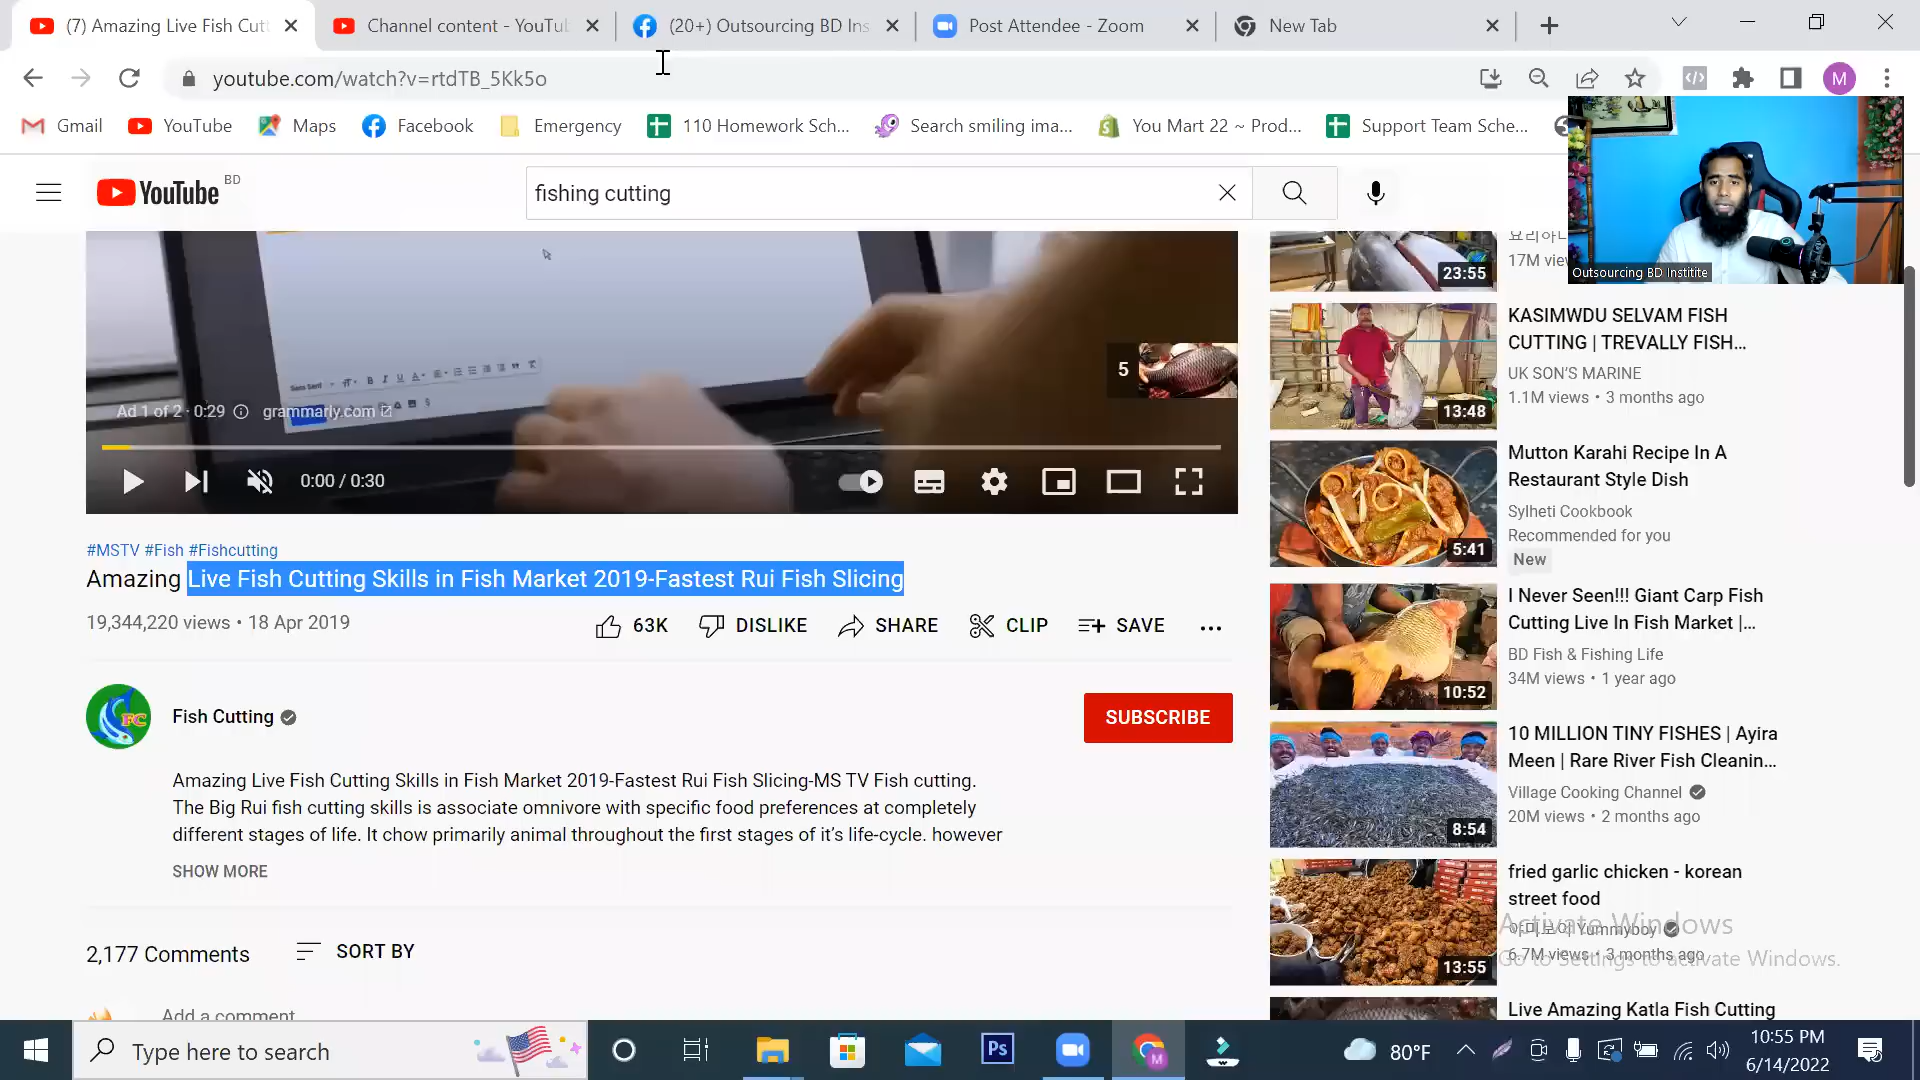 (7) Amazing Live Fish Cutt
Channel content - YouTub
(20+) Outsourcing BD Ins
Post Attendee - Zoom
New Tab
youtube.com/watch?v=rtdTB_5Kk5o
M
Gmail
YouTube
Maps
Facebook
Emergency
110 Homework Sch...
Search smiling ima...
You Mart 22 ~ Prod...
Support Team Sche...
YouTube BD
fishing cutting
Outsourcing BD Institite
Sans Serif
5
Ad 1 of 2 · 0:29
grammarly.com
0:00 / 0:30
#MSTV #Fish #Fishcutting
Amazing Live Fish Cutting Skills in Fish Market 2019-Fastest Rui Fish Slicing
19,344,220 views • 18 Apr 2019
63K
DISLIKE
SHARE
CLIP
SAVE
FC
Fish Cutting
SUBSCRIBE
Amazing Live Fish Cutting Skills in Fish Market 2019-Fastest Rui Fish Slicing-MS TV Fish cutting.
The Big Rui fish cutting skills is associate omnivore with specific food preferences at completely
different stages of life. It chow primarily animal throughout the first stages of it's life-cycle. however
SHOW MORE
2,177 Comments
SORT BY
Add a comment
23:55
17M
KASIMWDU SELVAM FISH
CUTTING | TREVALLY FISH...
UK SON'S MARINE
1.1M views • 3 months ago
13:48
Mutton Karahi Recipe In A
Restaurant Style Dish
Sylheti Cookbook
Recommended for you
New
5:41
I Never Seen!!! Giant Carp Fish
Cutting Live In Fish Market |...
BD Fish & Fishing Life
34M views • 1 year ago
10:52
10 MILLION TINY FISHES | Ayira
Meen | Rare River Fish Cleanin...
Village Cooking Channel
20M views • 2 months ago
8:54
fried garlic chicken - korean
street food
Yummyboy
6.7M views • 3 months ago
13:55
Live Amazing Katla Fish Cutting
Activate Windows
Go to Settings to activate Windows.
Type here to search
Ps
M
80°F
10:55 PM
6/14/2022